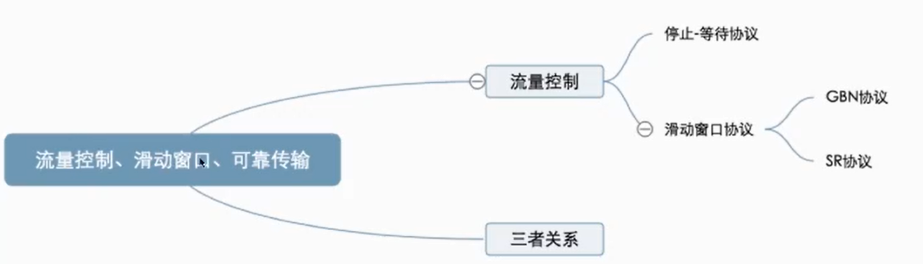 停止-等待协议
流量控制
GBN协议
滑动窗口协议
流量控制、滑动窗口、可靠传输
SR协议
三者关系